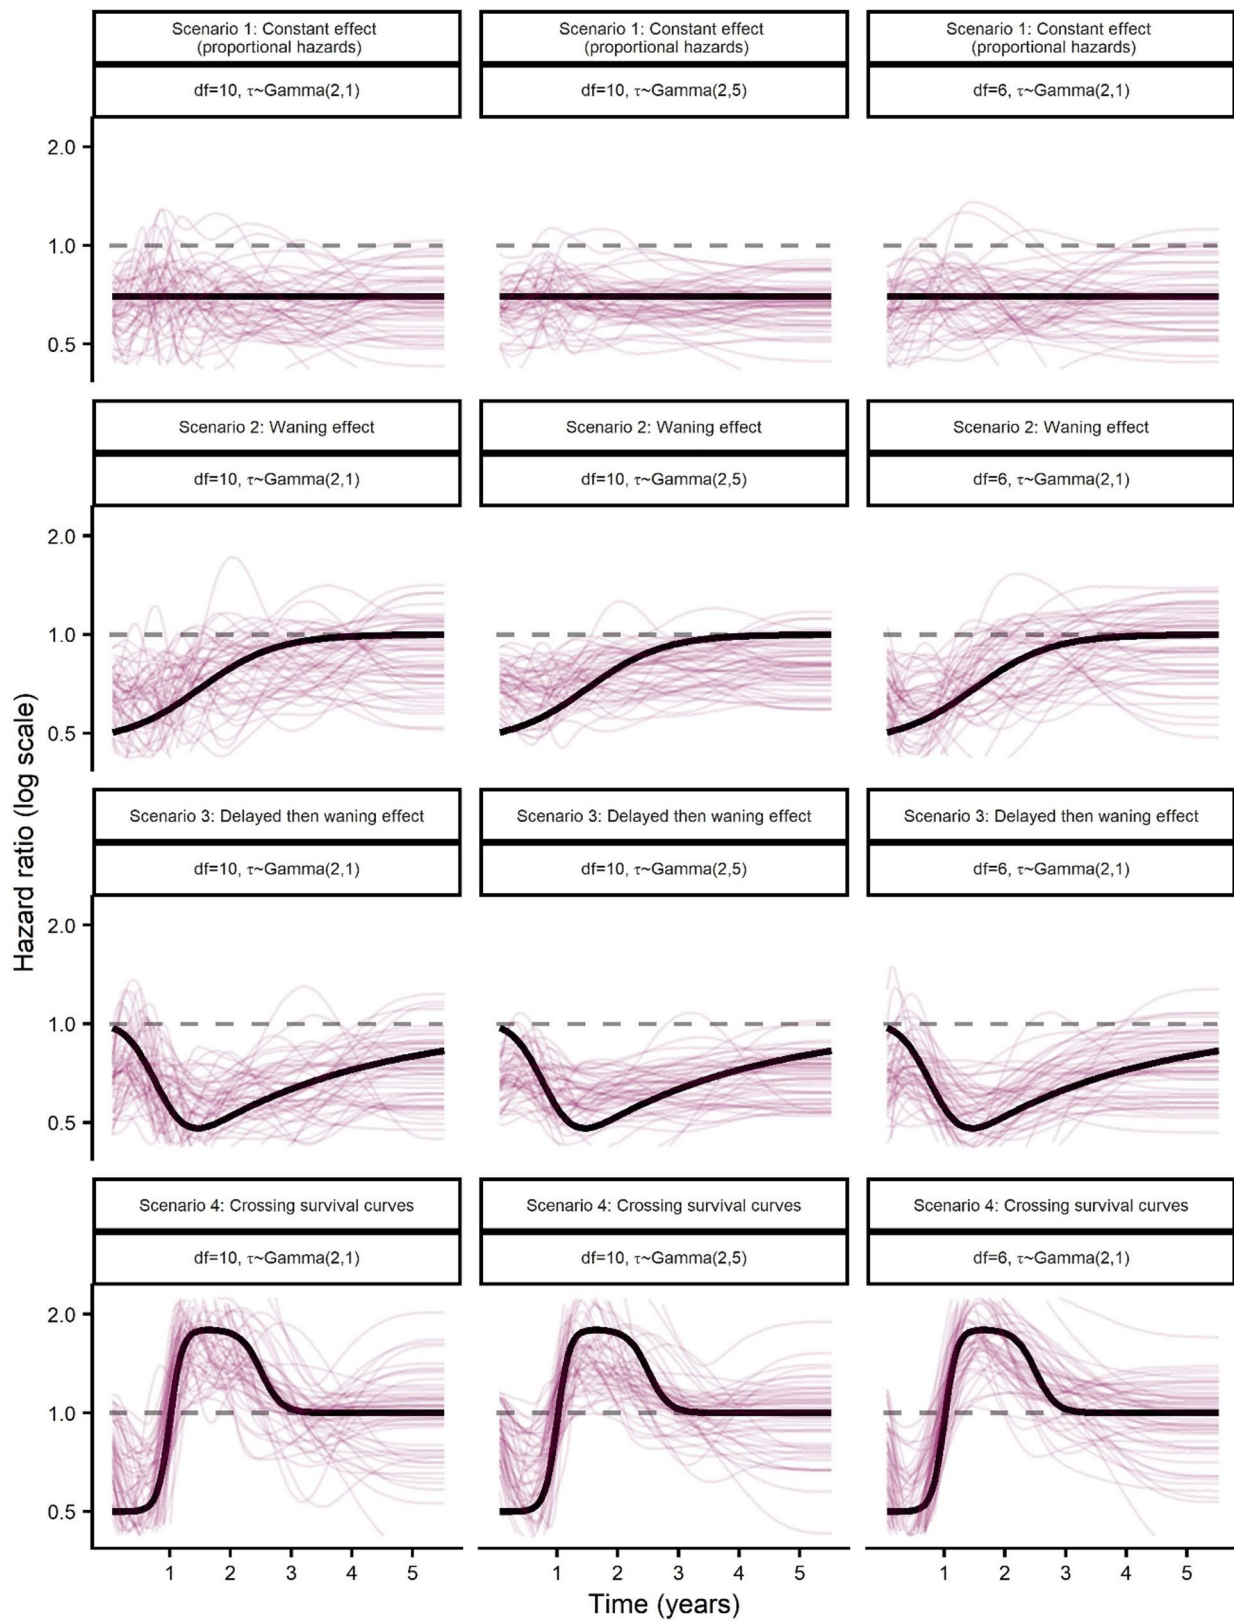 Scenario 1: Constant effect
(proportional hazards)
df=10, τ~Gamma(2,1)
Scenario 1: Constant effect
(proportional hazards)
df=10, τ~Gamma(2,5)
Scenario 1: Constant effect
(proportional hazards)
df=6, τ~Gamma(2,1)
2.0
1.0
0.5
Scenario 2: Waning effect
df=10, τ~Gamma(2,1)
Scenario 2: Waning effect
df=10, τ~Gamma(2,5)
Scenario 2: Waning effect
df=6, τ~Gamma(2,1)
2.0
1.0
0.5
Hazard ratio (log scale)
Scenario 3: Delayed then waning effect
df=10, τ~Gamma(2,1)
Scenario 3: Delayed then waning effect
df=10, τ~Gamma(2,5)
Scenario 3: Delayed then waning effect
df=6, τ~Gamma(2,1)
2.0
1.0
0.5
Scenario 4: Crossing survival curves
df=10, τ~Gamma(2,1)
Scenario 4: Crossing survival curves
df=10, τ~Gamma(2,5)
Scenario 4: Crossing survival curves
df=6, τ~Gamma(2,1)
2.0
1.0
0.5
1 2 3 4 5
1 2 3 4 5
1 2 3 4 5
Time (years)